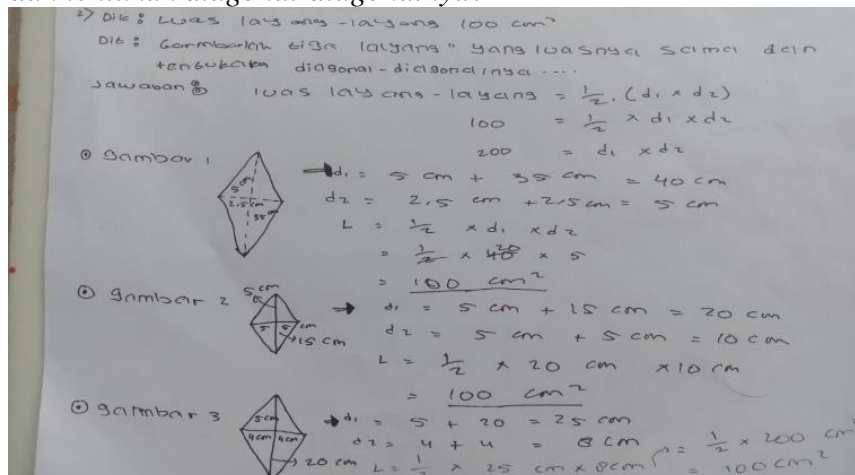 2) Dik : Luas layang-layang 100 cm²
Dit : Gambarlah tiga layang" yang luasnya sama dan
tentukan diagonal-diagonalnya ....
Jawaban : luas layang-layang = 1/2 . (d1 x d2)
100 = 1/2 x d1 x d2
200 = d1 x d2
Gambar 1
5 cm
2,5 cm
35 cm
→ d1 = 5 cm + 35 cm = 40 cm
d2 = 2,5 cm + 2,5 cm = 5 cm
L = 1/2 x d1 x d2
= 1/2 x 40 20 x 5
= 100 cm²
Gambar 2
5 cm
5 5 cm
15 cm
→ d1 = 5 cm + 15 cm = 20 cm
d2 = 5 cm + 5 cm = 10 cm
L = 1/2 x 20 cm x 10 cm
= 100 cm²
Gambar 3
5 cm
4 cm 4 cm
20 cm
→ d1 = 5 + 20 = 25 cm
d2 = 4 + 4 = 8 cm
L = 1/2 x 25 cm x 8 cm
= 1/2 x 200 cm²
= 100 cm²